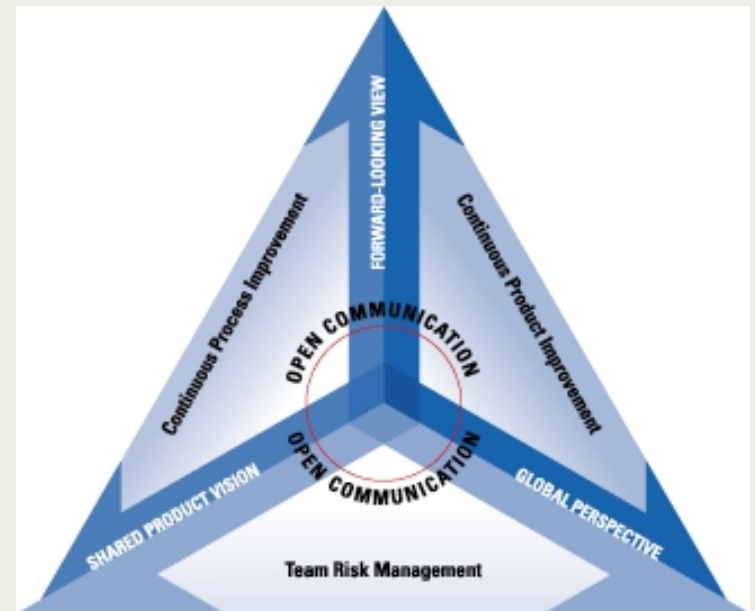 FORWARD-LOOKING VIEW
Continuous Process Improvement
Continuous Product Improvement
OPEN COMMUNICATION
OPEN COMMUNICATION
SHARED PRODUCT VISION
GLOBAL PERSPECTIVE
Team Risk Management